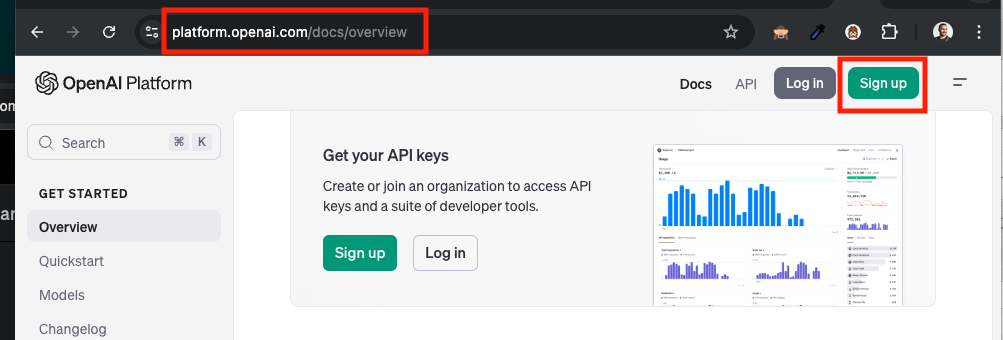 platform.openai.com/docs/overview
OpenAI Platform
Docs
API
Log in
Sign up
Search
⌘ K
GET STARTED
Overview
Quickstart
Models
Changelog
Get your API keys
Create or join an organization to access API
keys and a suite of developer tools.
Sign up
Log in